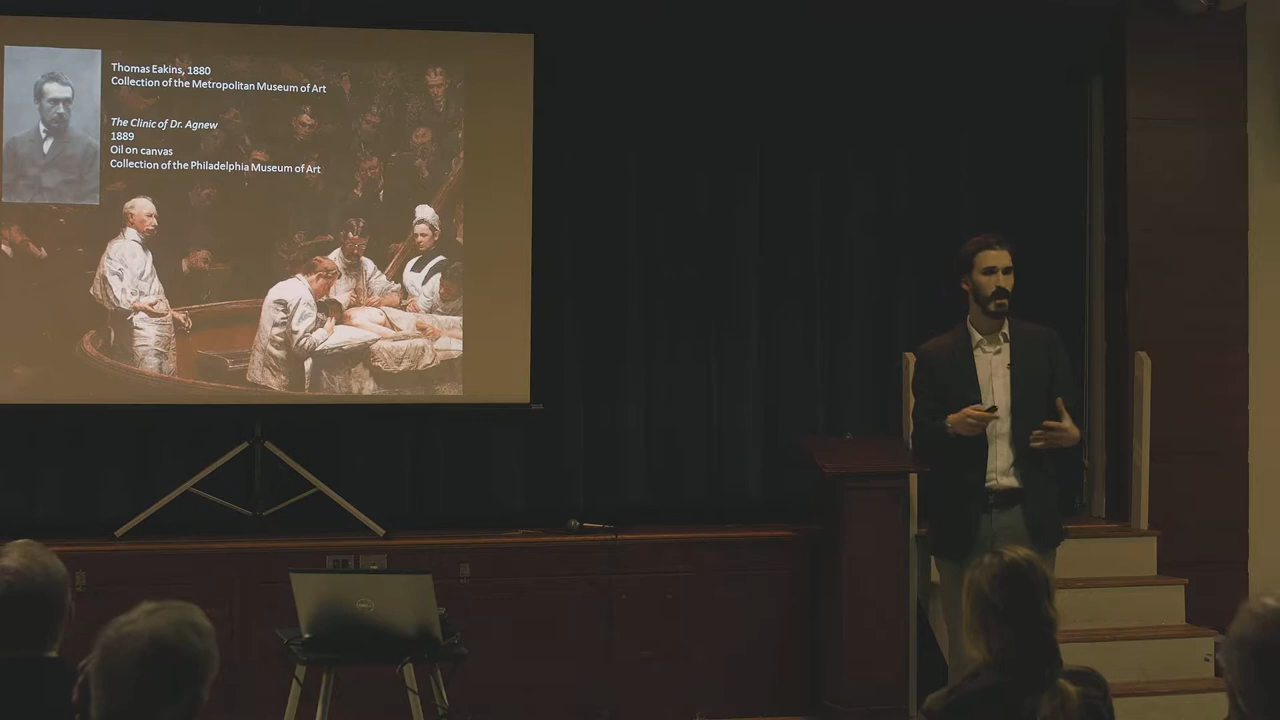 Thomas Eakins, 1880
Collection of the Metropolitan Museum of Art
The Clinic of Dr. Agnew
1889
Oil on canvas
Collection of the Philadelphia Museum of Art
DELL